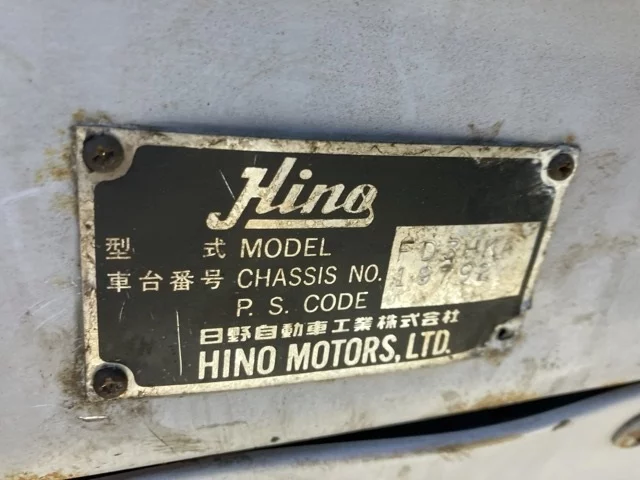 Hino
型 式 MODEL FD3HKA
車台番号 CHASSIS NO.
P. S. CODE
日野自動車工業株式会社
HINO MOTORS, LTD.